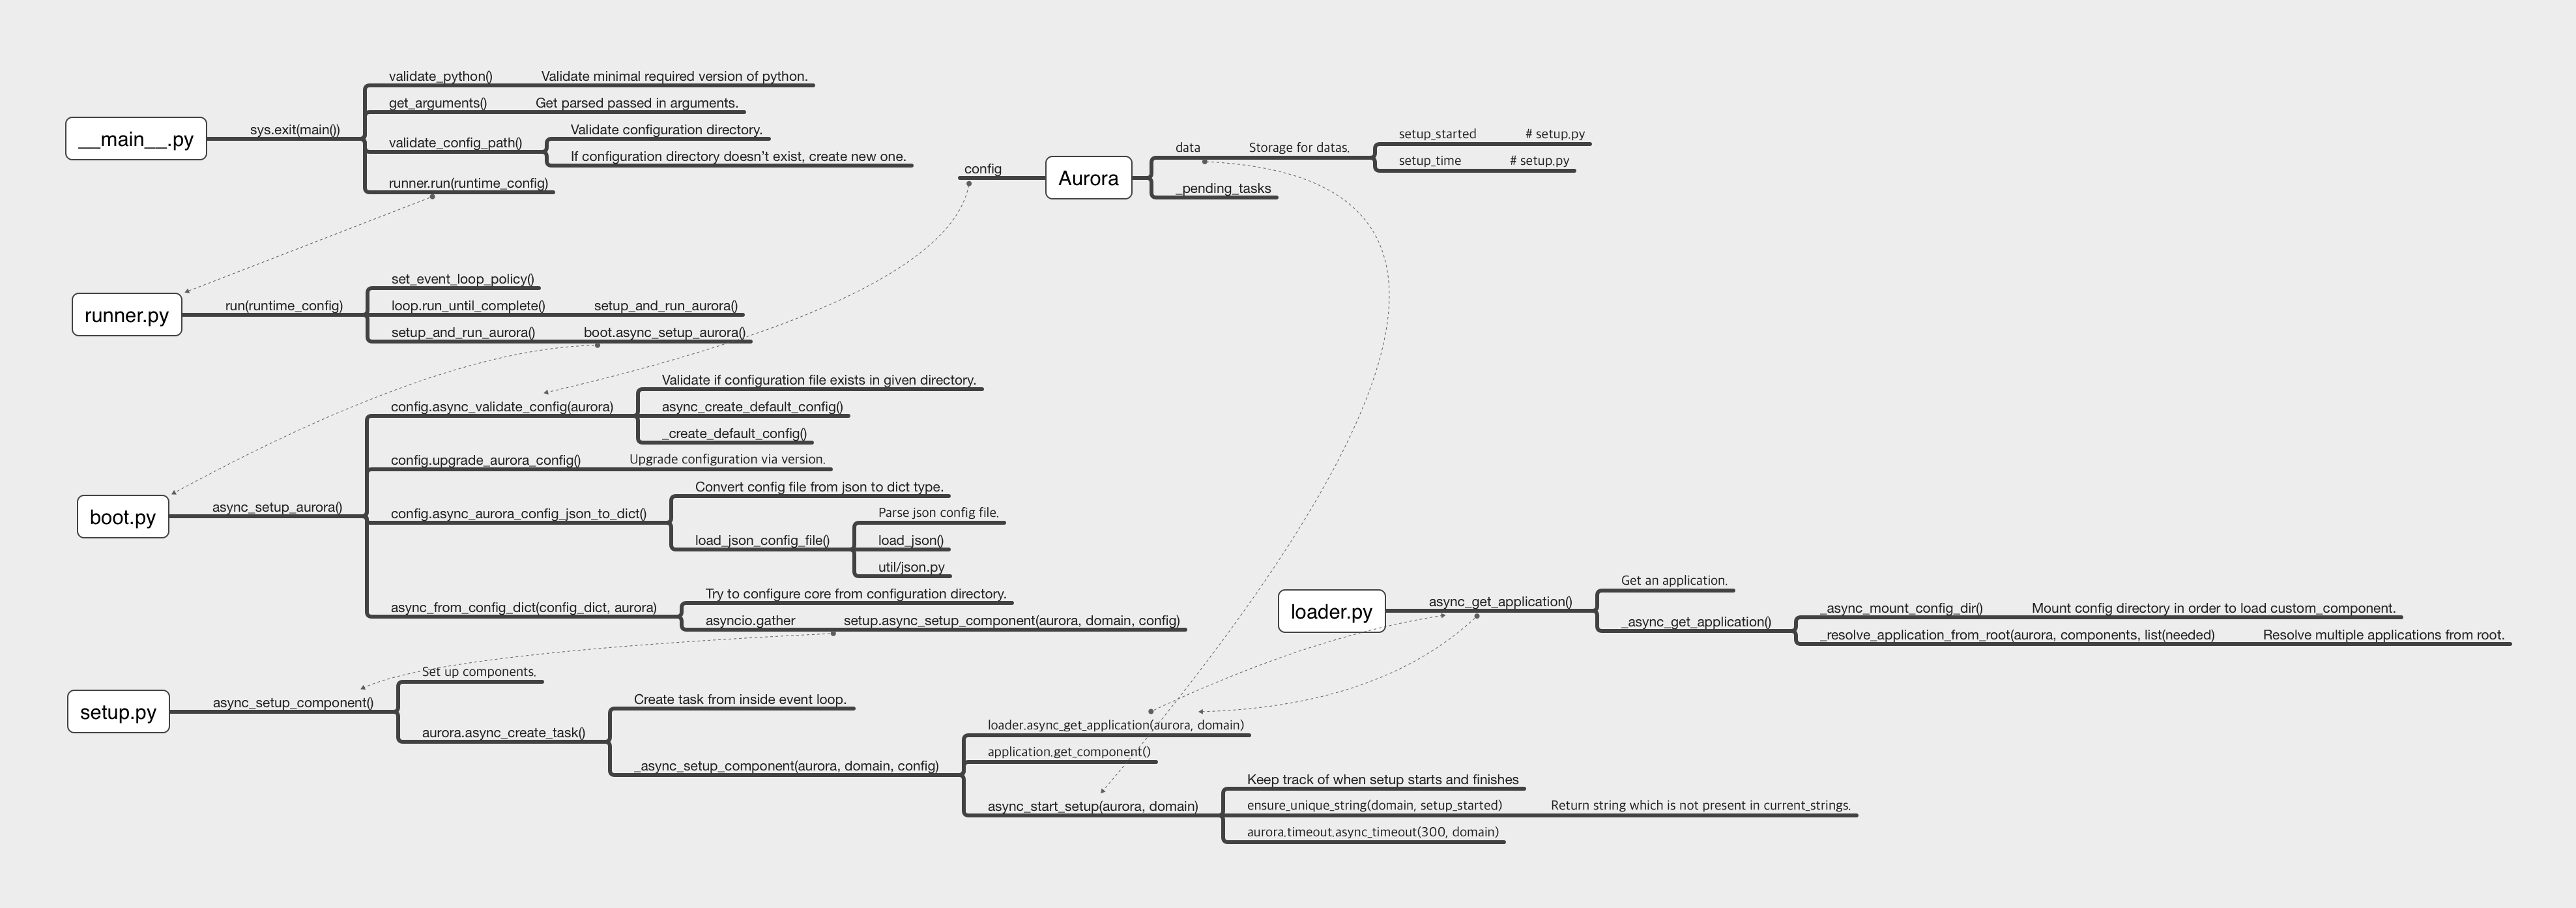 __main__.py
sys.exit(main())
validate_python()
Validate minimal required version of python.
get_arguments()
Get parsed passed in arguments.
validate_config_path()
Validate configuration directory.
If configuration directory doesn’t exist, create new one.
runner.run(runtime_config)
config
Aurora
data
Storage for datas.
setup_started
# setup.py
setup_time
# setup.py
_pending_tasks
runner.py
run(runtime_config)
set_event_loop_policy()
loop.run_until_complete()
setup_and_run_aurora()
setup_and_run_aurora()
boot.async_setup_aurora()
boot.py
async_setup_aurora()
config.async_validate_config(aurora)
Validate if configuration file exists in given directory.
async_create_default_config()
_create_default_config()
config.upgrade_aurora_config()
Upgrade configuration via version.
config.async_aurora_config_json_to_dict()
Convert config file from json to dict type.
load_json_config_file()
Parse json config file.
load_json()
util/json.py
async_from_config_dict(config_dict, aurora)
Try to configure core from configuration directory.
asyncio.gather
setup.async_setup_component(aurora, domain, config)
loader.py
async_get_application()
Get an application.
_async_get_application()
_async_mount_config_dir()
Mount config directory in order to load custom_component.
_resolve_application_from_root(aurora, components, list(needed)
Resolve multiple applications from root.
setup.py
async_setup_component()
Set up components.
aurora.async_create_task()
Create task from inside event loop.
_async_setup_component(aurora, domain, config)
loader.async_get_application(aurora, domain)
application.get_component()
async_start_setup(aurora, domain)
Keep track of when setup starts and finishes
ensure_unique_string(domain, setup_started)
Return string which is not present in current_strings.
aurora.timeout.async_timeout(300, domain)